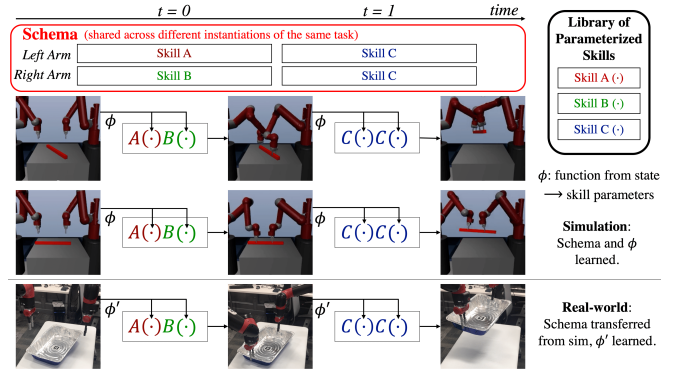 t = 0
t = 1
time
Schema (shared across different instantiations of the same task)
Left Arm
Skill A
Skill C
Right Arm
Skill B
Skill C
Library of
Parameterized
Skills
Skill A (·)
Skill B (·)
Skill C (·)
ϕ
A(·)B(·)
ϕ
C(·)C(·)
ϕ: function from state
⟶ skill parameters
ϕ
A(·)B(·)
ϕ
C(·)C(·)
Simulation:
Schema and ϕ
learned.
ϕ′
A(·)B(·)
ϕ′
C(·)C(·)
Real-world:
Schema transferred
from sim, ϕ′ learned.